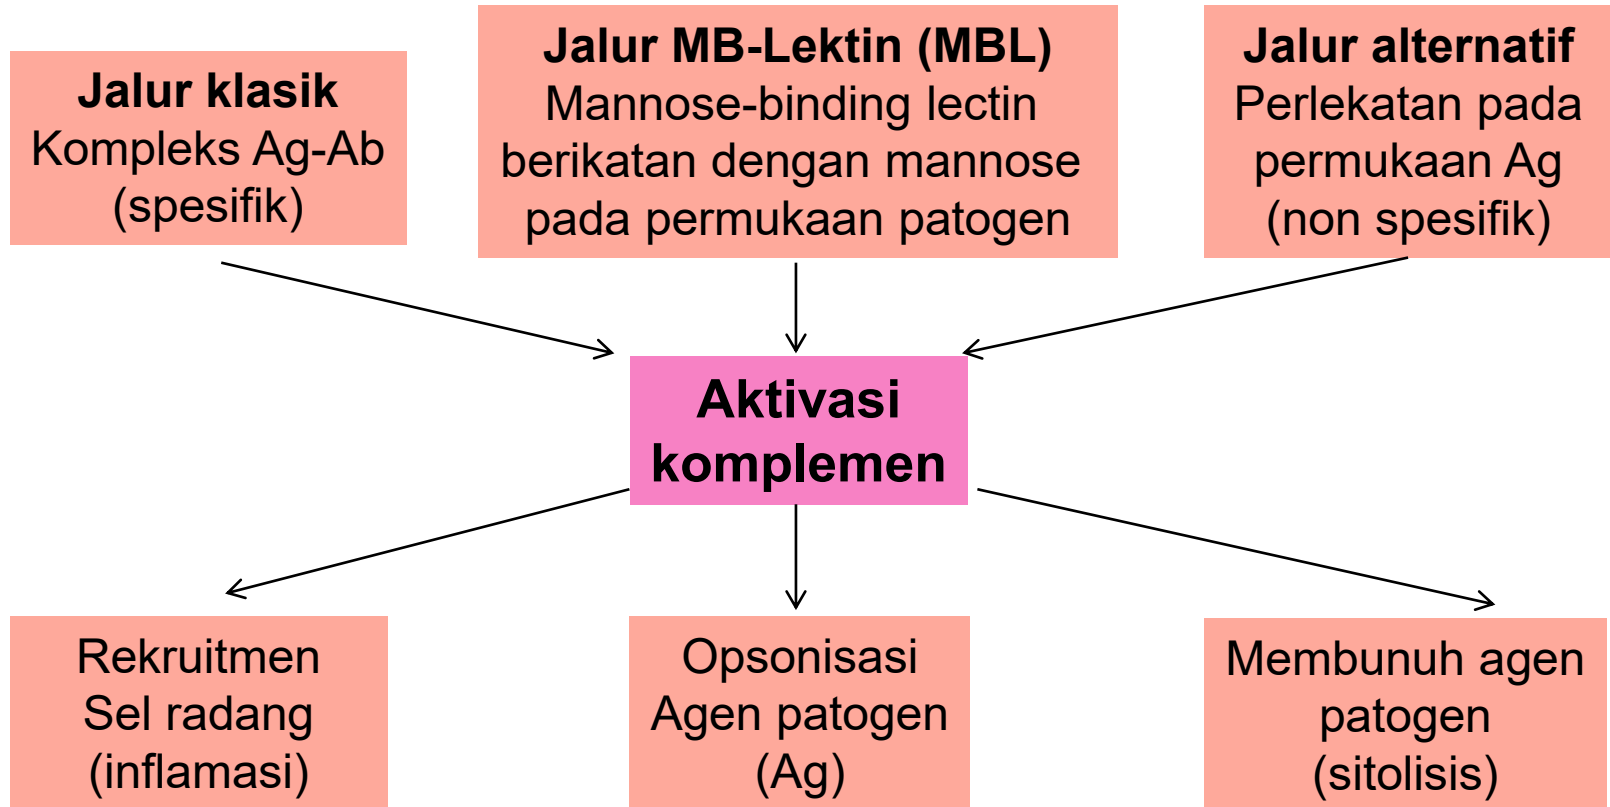 Jalur klasik
Kompleks Ag-Ab
(spesifik)
Jalur MB-Lektin (MBL)
Mannose-binding lectin
berikatan dengan mannose
pada permukaan patogen
Jalur alternatif
Perlekatan pada
permukaan Ag
(non spesifik)
Aktivasi
komplemen
Rekruitmen
Sel radang
(inflamasi)
Opsonisasi
Agen patogen
(Ag)
Membunuh agen
patogen
(sitolisis)